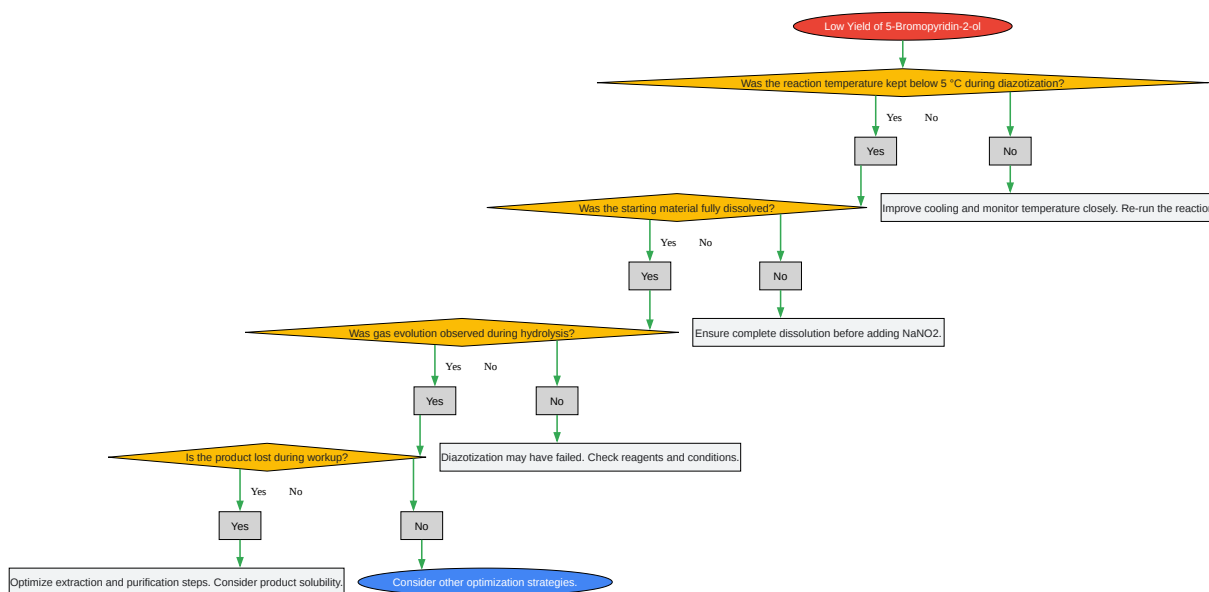 Low Yield of 5-Bromopyridin-2-ol
Was the reaction temperature kept below 5 °C during diazotization?
Yes No
Yes No
Was the starting material fully dissolved?
Improve cooling and monitor temperature closely. Re-run the reaction
Yes No
Yes No
Was gas evolution observed during hydrolysis?
Ensure complete dissolution before adding NaNO2.
Yes No
Yes No
Is the product lost during workup?
Diazotization may have failed. Check reagents and conditions.
Yes No
Yes No
Optimize extraction and purification steps. Consider product solubility.
Consider other optimization strategies.